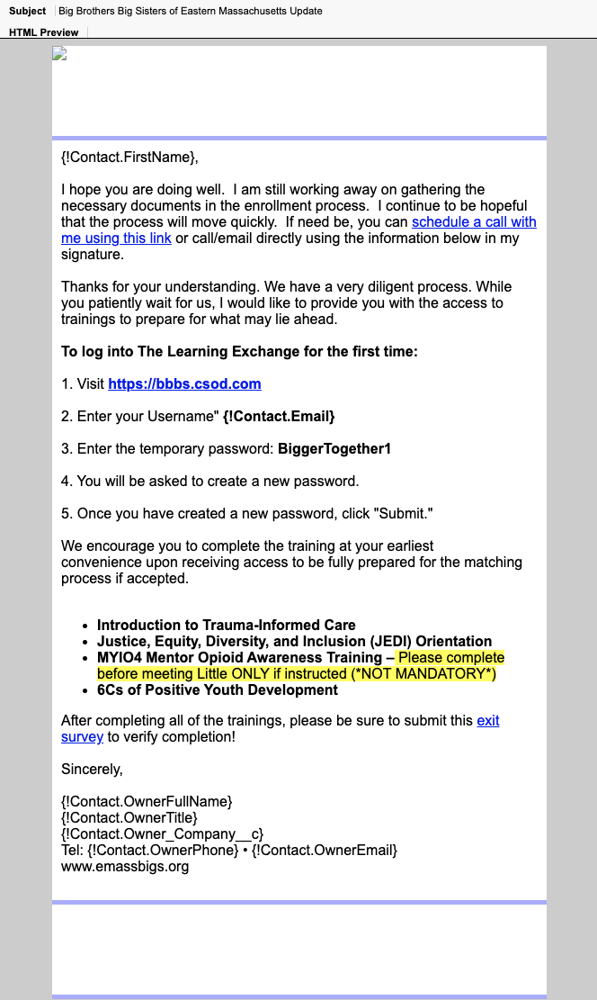 Subject Big Brothers Big Sisters of Eastern Massachusetts Update
HTML Preview
{!Contact.FirstName},
I hope you are doing well.  I am still working away on gathering the
necessary documents in the enrollment process.  I continue to be hopeful
that the process will move quickly.  If need be, you can schedule a call with
me using this link or call/email directly using the information below in my
signature.
Thanks for your understanding. We have a very diligent process. While
you patiently wait for us, I would like to provide you with the access to
trainings to prepare for what may lie ahead.
To log into The Learning Exchange for the first time:
1. Visit https://bbbs.csod.com
2. Enter your Username" {!Contact.Email}
3. Enter the temporary password: BiggerTogether1
4. You will be asked to create a new password.
5. Once you have created a new password, click "Submit."
We encourage you to complete the training at your earliest
convenience upon receiving access to be fully prepared for the matching
process if accepted.
• Introduction to Trauma-Informed Care
• Justice, Equity, Diversity, and Inclusion (JEDI) Orientation
• MYIO4 Mentor Opioid Awareness Training – Please complete
before meeting Little ONLY if instructed (*NOT MANDATORY*)
• 6Cs of Positive Youth Development
After completing all of the trainings, please be sure to submit this exit
survey to verify completion!
Sincerely,
{!Contact.OwnerFullName}
{!Contact.OwnerTitle}
{!Contact.Owner_Company__c}
Tel: {!Contact.OwnerPhone} • {!Contact.OwnerEmail}
www.emassbigs.org